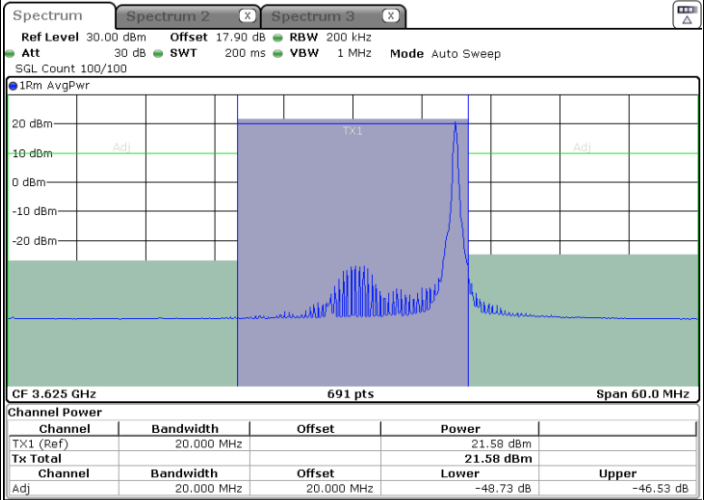 Spectrum Spectrum 2 X Spectrum 3 X
Ref Level 30.00 dBm Offset 17.90 dB RBW 200 kHz
Att 30 dB SWT 200 ms VBW 1 MHz Mode Auto Sweep
SGL Count 100/100
1Rm AvgPwr
20 dBm
TX1
Adj Adj
10 dBm
0 dBm
-10 dBm
-20 dBm
CF 3.625 GHz 691 pts Span 60.0 MHz
Channel Power
Channel Bandwidth Offset Power
TX1 (Ref) 20.000 MHz 21.58 dBm
Tx Total 21.58 dBm
Channel Bandwidth Offset Lower Upper
Adj 20.000 MHz 20.000 MHz -48.73 dB -46.53 dB